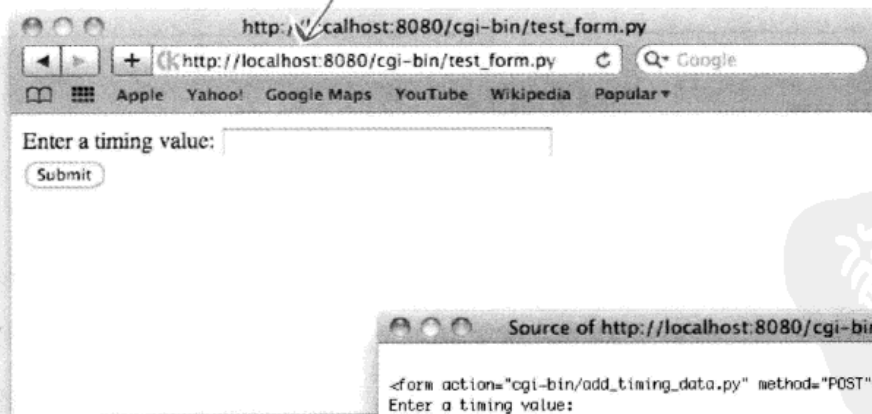 http://localhost:8080/cgi-bin/test_form.py
http://localhost:8080/cgi-bin/test_form.py
Google
Apple Yahoo! Google Maps YouTube Wikipedia Popular
Enter a timing value:
Submit
Source of http://localhost:8080/cgi-bin
<form action="cgi-bin/add_timing_data.py" method="POST"
Enter a timing value: